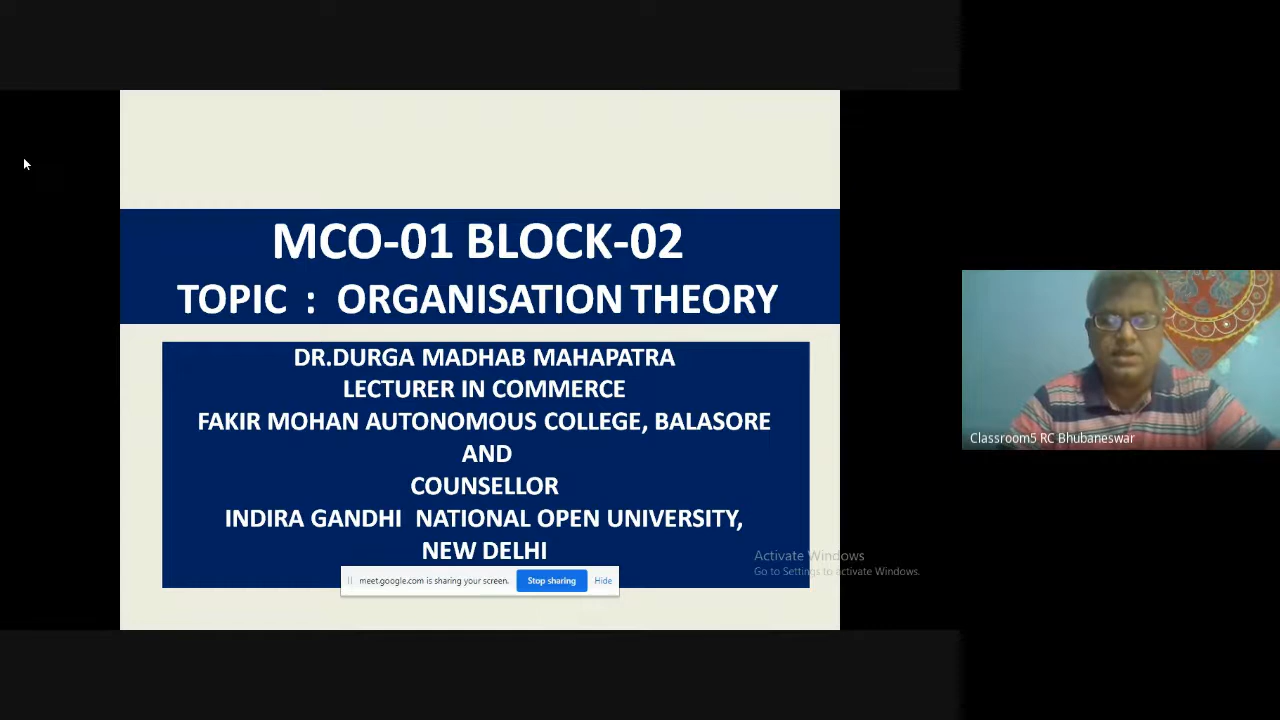 MCO-01 BLOCK-02
TOPIC : ORGANISATION THEORY
DR.DURGA MADHAB MAHAPATRA
LECTURER IN COMMERCE
FAKIR MOHAN AUTONOMOUS COLLEGE, BALASORE
AND
COUNSELLOR
INDIRA GANDHI NATIONAL OPEN UNIVERSITY,
NEW DELHI
meet.google.com is sharing your screen. Stop sharing Hide
Activate Windows
Go to Settings to activate Windows.
Classroom5 RC Bhubaneswar